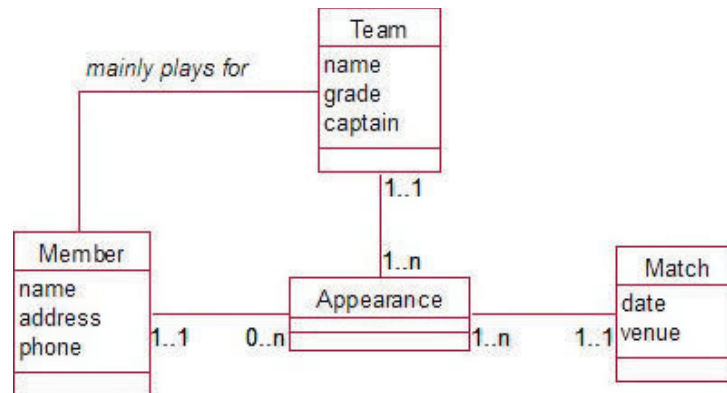 Team
name
grade
captain
mainly plays for
1..1
1..n
Member
name
address
phone
1..1
0..n
Appearance
1..n
1..1
Match
date
venue